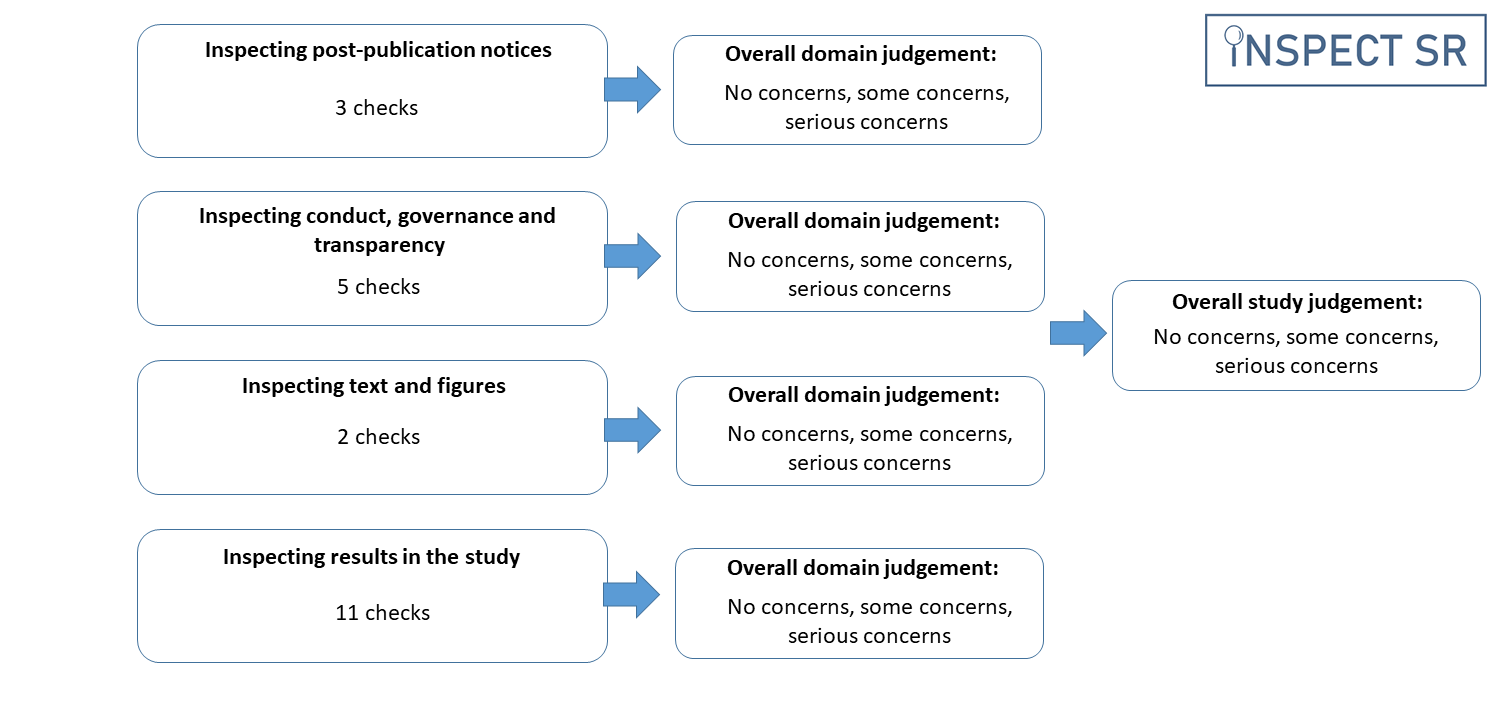 Inspecting post-publication notices
3 checks
Overall domain judgement:
No concerns, some concerns,
serious concerns
INSPECT SR
Inspecting conduct, governance and
transparency
5 checks
Overall domain judgement:
No concerns, some concerns,
serious concerns
Overall study judgement:
No concerns, some concerns,
serious concerns
Inspecting text and figures
2 checks
Overall domain judgement:
No concerns, some concerns,
serious concerns
Inspecting results in the study
11 checks
Overall domain judgement:
No concerns, some concerns,
serious concerns